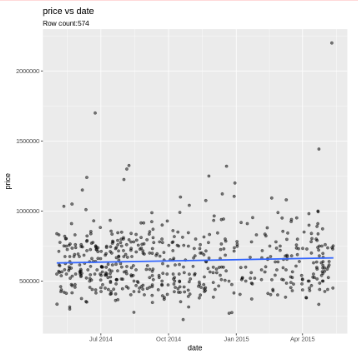 price vs date
Row count:574
2000000
1500000
1000000
500000
price
Jul 2014 Oct 2014 Jan 2015 Apr 2015
date